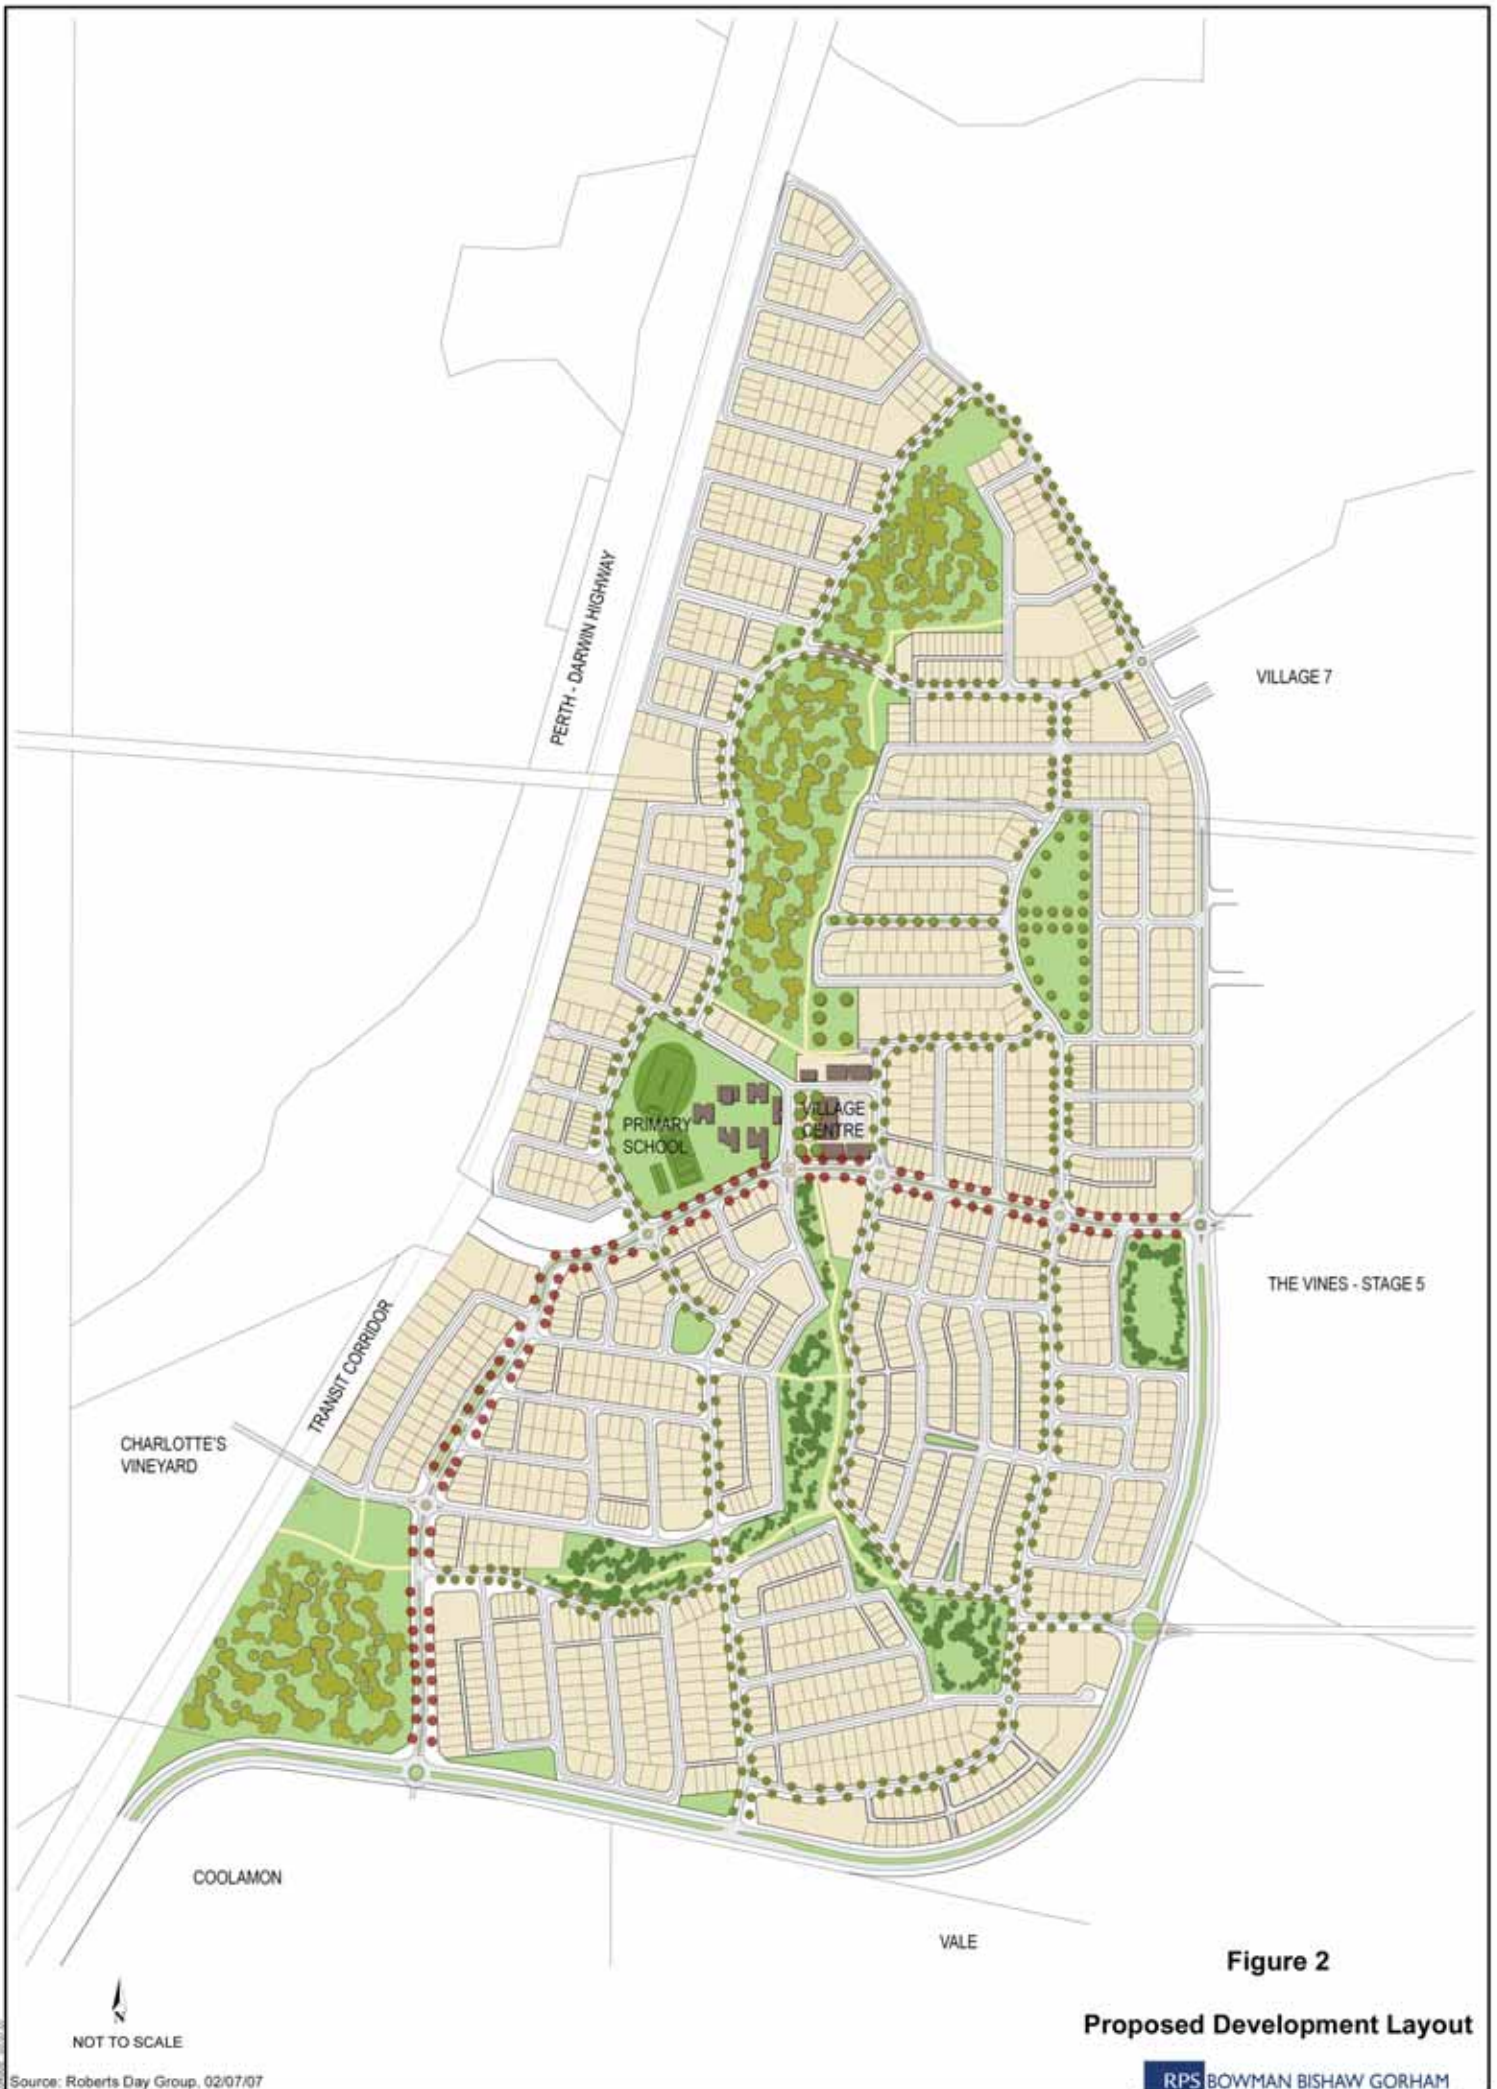 PERTH - DARWIN HIGHWAY
VILLAGE 7
PRIMARY
SCHOOL
VILLAGE
CENTRE
THE VINES - STAGE 5
TRANSIT CORRIDOR
CHARLOTTE'S
VINEYARD
COOLAMON
VALE
Figure 2
Proposed Development Layout
N
NOT TO SCALE
Source: Roberts Day Group, 02/07/07
RPS BOWMAN BISHAW GORHAM